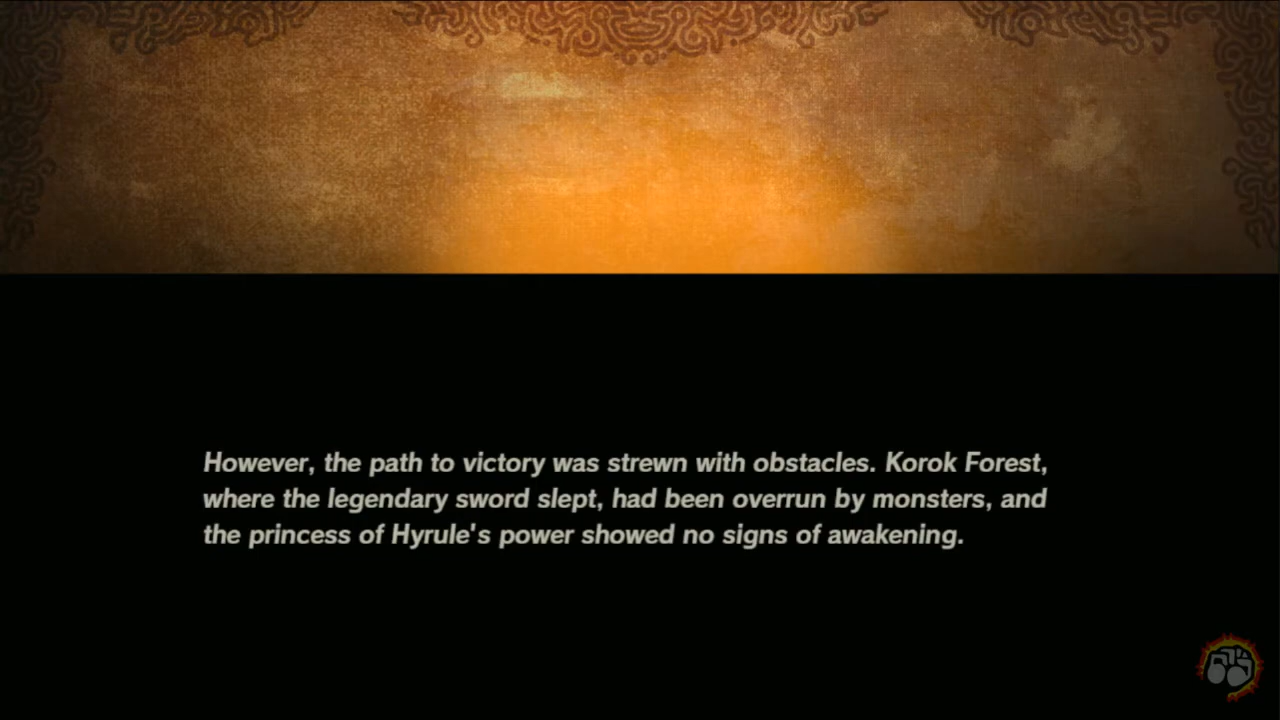 However, the path to victory was strewn with obstacles. Korok Forest,
where the legendary sword slept, had been overrun by monsters, and
the princess of Hyrule's power showed no signs of awakening.